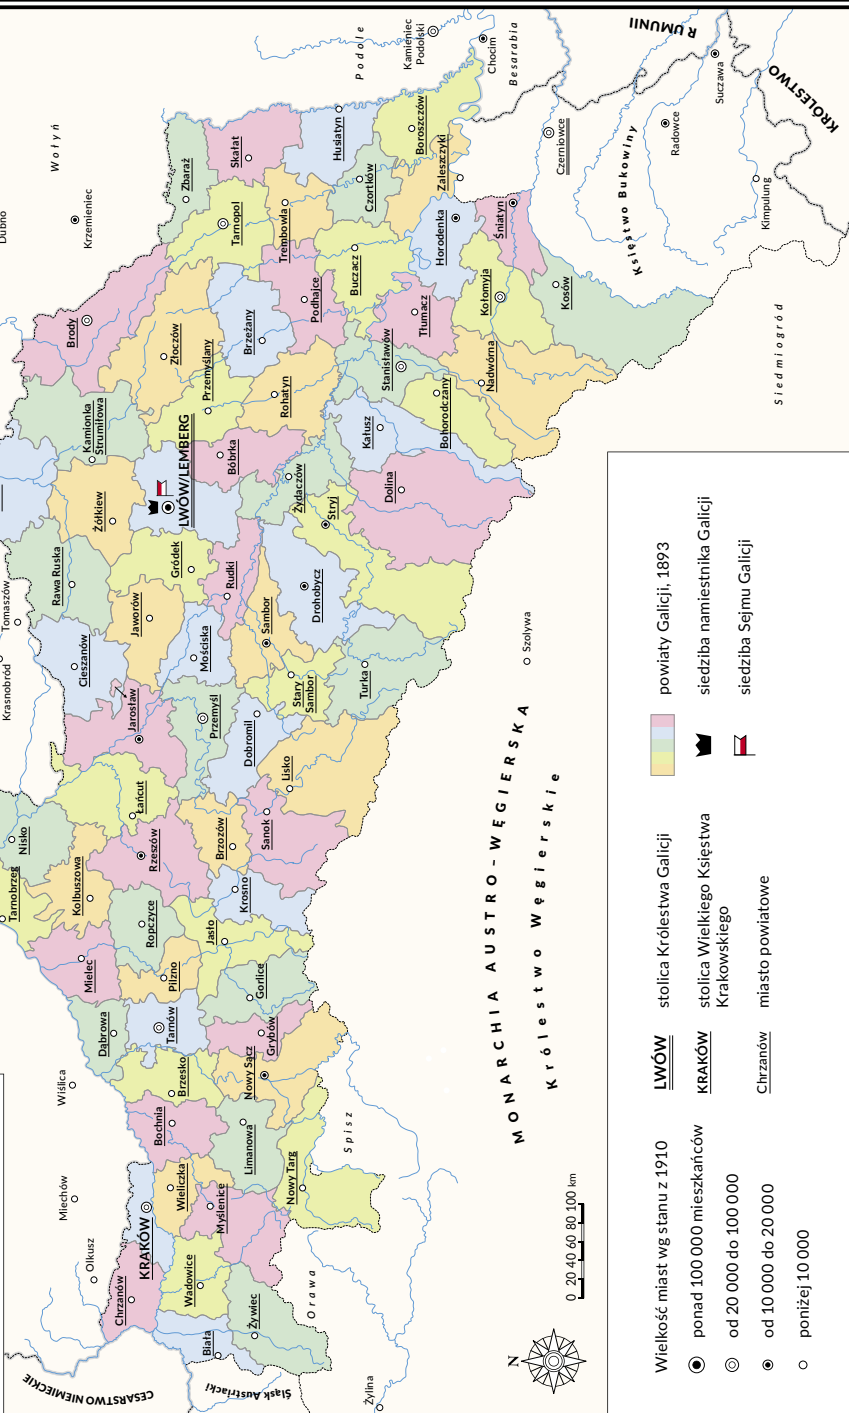 Dubno
Krzemieniec
Wołyń
Podole
Kamieniec
Podolski
Chocim
Besarabia
RUMUNII
KRÓLESTWO
Suczawa
Radowce
Kimpulung
Czerniowce
Księstwo Bukowiny
Siedmiogród
Zbaraż
Skałat
Husiatyn
Boroszczów
Tarnopol
Trembowla
Czortków
Zaleszczyki
Brody
Złoczów
Brzeżany
Podhajce
Buczacz
Horodenka
Śniatyn
Kosów
Kołomyja
Tłumacz
Stanisławów
Nadwórna
Bohorodczany
Kamionka
Strumiłowa
Przemyślany
Rohatyn
Kałusz
Żółkiew
LWÓW/LEMBERG
Bóbrka
Żydaczów
Stryj
Dolina
Rawa Ruska
Gródek
Rudki
Drohobycz
Jaworów
Sambor
Cieszanów
Mościska
Stary
Sambor
Turka
Tomaszów
Krasnobród
Szolywa
Jarosław
Przemyśl
Dobromil
Lisko
Nisko
Łańcut
Brzozów
Sanok
Tarnobrzeg
Kolbuszowa
Rzeszów
Krosno
Mielec
Ropczyce
Jasło
Pilzno
Gorlice
Dąbrowa
Tarnów
Grybów
Brzesko
Nowy Sącz
Wiślica
Bochnia
Limanowa
Nowy Targ
Spisz
Miechów
Wieliczka
Myślenice
Olkusz
KRAKÓW
Chrzanów
Wadowice
Żywiec
Biała
Orawa
Żylina
CESARSTWO NIEMIECKIE
Śląsk Austriacki
MONARCHIA AUSTRO-WĘGIERSKA
Królestwo Węgierskie
N
0 20 40 60 80 100 km
Wielkość miast wg stanu z 1910
ponad 100 000 mieszkańców
od 20 000 do 100 000
od 10 000 do 20 000
poniżej 10 000
LWÓW stolica Królestwa Galicji
KRAKÓW stolica Wielkiego Księstwa
Krakowskiego
Chrzanów miasto powiatowe
powiaty Galicji, 1893
siedziba namiestnika Galicji
siedziba Sejmu Galicji